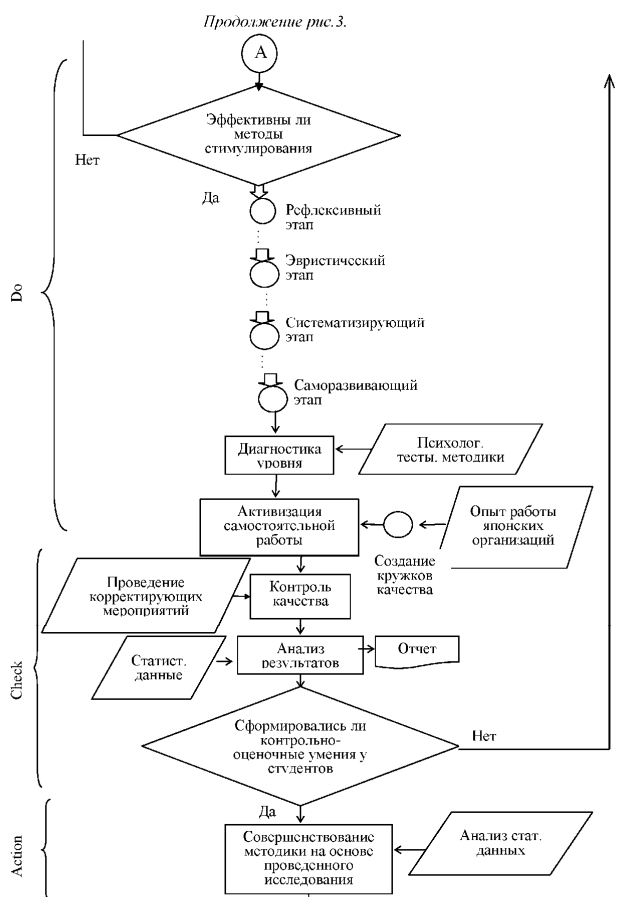 Продолжение рис.3.
А
Эффективны ли
методы
стимулирования
Нет
Да
Рефлексивный
этап
Эвристический
этап
Систематизирующий
этап
Саморазвивающий
этап
Do
Диагностика
уровня
Психолог.
тесты. методики
Активизация
самостоятельной
работы
Опыт работы
японских
организаций
Создание
кружков
качества
Проведение
корректирующих
мероприятий
Контроль
качества
Статист.
данные
Анализ
результатов
Отчет
Check
Сформировались ли
контрольно-
оценочные умения у
студентов
Нет
Да
Совершенствование
методики на основе
проведенного
исследования
Анализ стат.
данных
Action